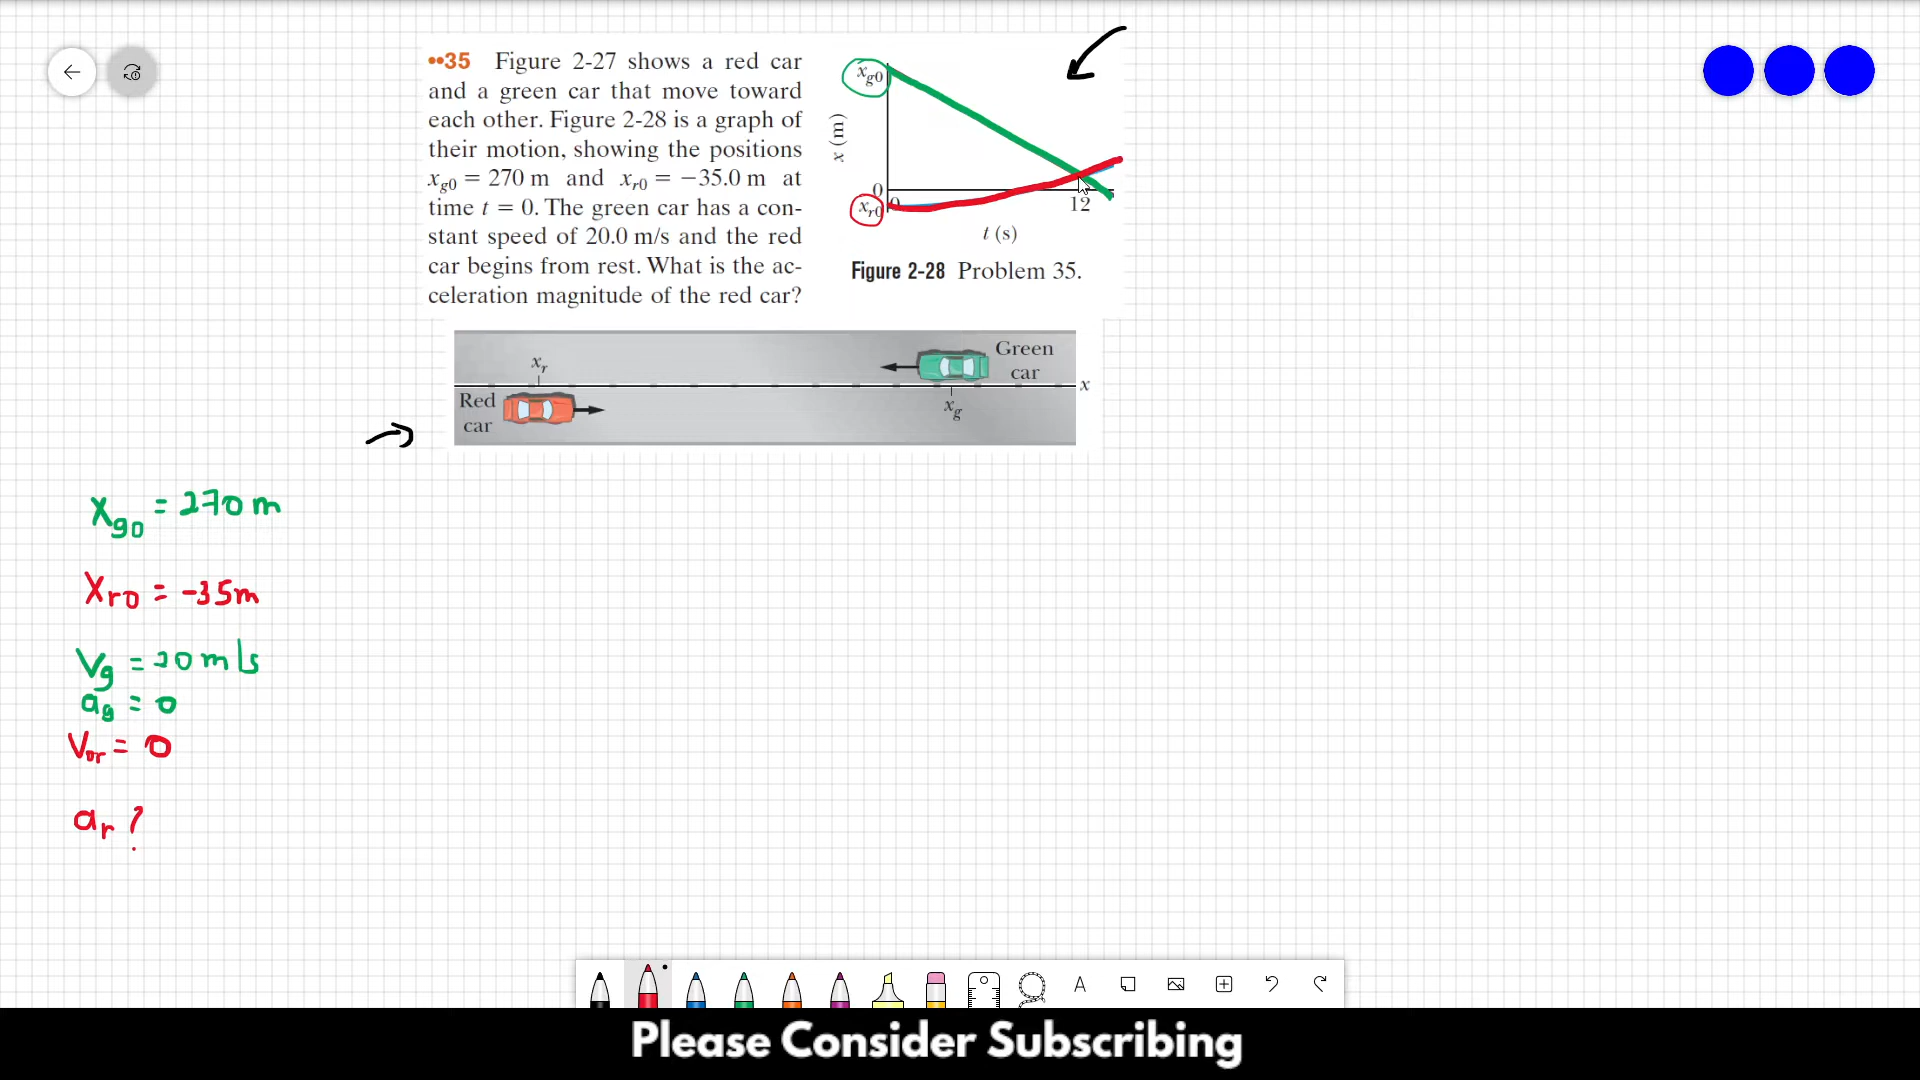 ••35 Figure 2-27 shows a red car
and a green car that move toward
each other. Figure 2-28 is a graph of
their motion, showing the positions
xg0 = 270 m and xr0 = −35.0 m at
time t = 0. The green car has a con-
stant speed of 20.0 m/s and the red
car begins from rest. What is the ac-
celeration magnitude of the red car?
xg0
x (m)
0
xr0
0
12
t (s)
Figure 2-28 Problem 35.
xr
Red
car
Green
car
x
xg
xg0 = 270 m
xr0 = -35m
Vg = 20 m/s
ag = 0
Vor = 0
ar ?
A
Please Consider Subscribing